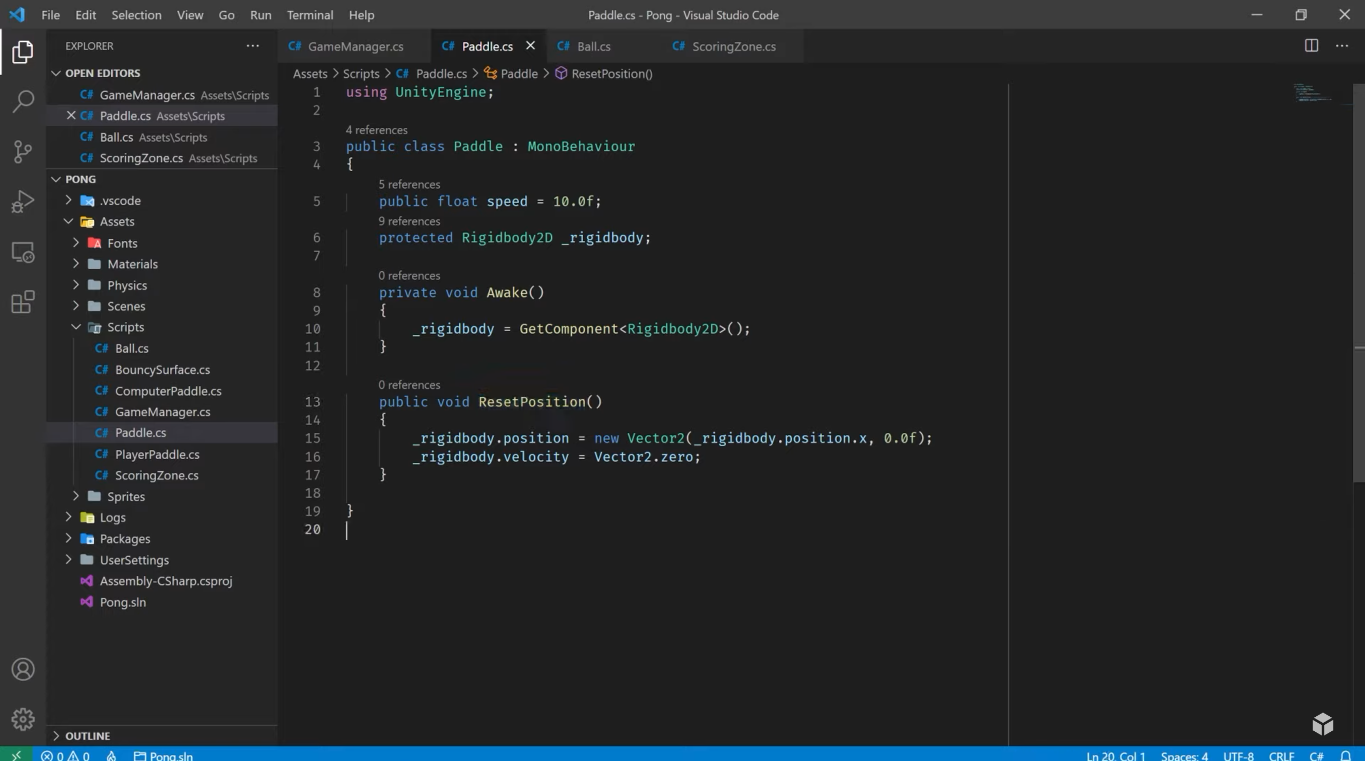 File Edit Selection View Go Run Terminal Help Paddle.cs - Pong - Visual Studio Code
EXPLORER
OPEN EDITORS
C# GameManager.cs Assets\Scripts
C# Paddle.cs Assets\Scripts
C# Ball.cs Assets\Scripts
C# ScoringZone.cs Assets\Scripts
PONG
.vscode
Assets
Fonts
Materials
Physics
Scenes
Scripts
C# Ball.cs
C# BouncySurface.cs
C# ComputerPaddle.cs
C# GameManager.cs
C# Paddle.cs
C# PlayerPaddle.cs
C# ScoringZone.cs
Sprites
Logs
Packages
UserSettings
Assembly-CSharp.csproj
Pong.sln
OUTLINE
C# GameManager.cs C# Paddle.cs C# Ball.cs C# ScoringZone.cs
Assets > Scripts > C# Paddle.cs > Paddle > ResetPosition()
1 using UnityEngine;
2
4 references
3 public class Paddle : MonoBehaviour
4 {
5 references
5 public float speed = 10.0f;
9 references
6 protected Rigidbody2D _rigidbody;
7
0 references
8 private void Awake()
9 {
10 _rigidbody = GetComponent<Rigidbody2D>();
11 }
12
0 references
13 public void ResetPosition()
14 {
15 _rigidbody.position = new Vector2(_rigidbody.position.x, 0.0f);
16 _rigidbody.velocity = Vector2.zero;
17 }
18
19 }
20
0 0 Pong.sln Ln 20, Col 1 Spaces: 4 UTF-8 CRLF C#